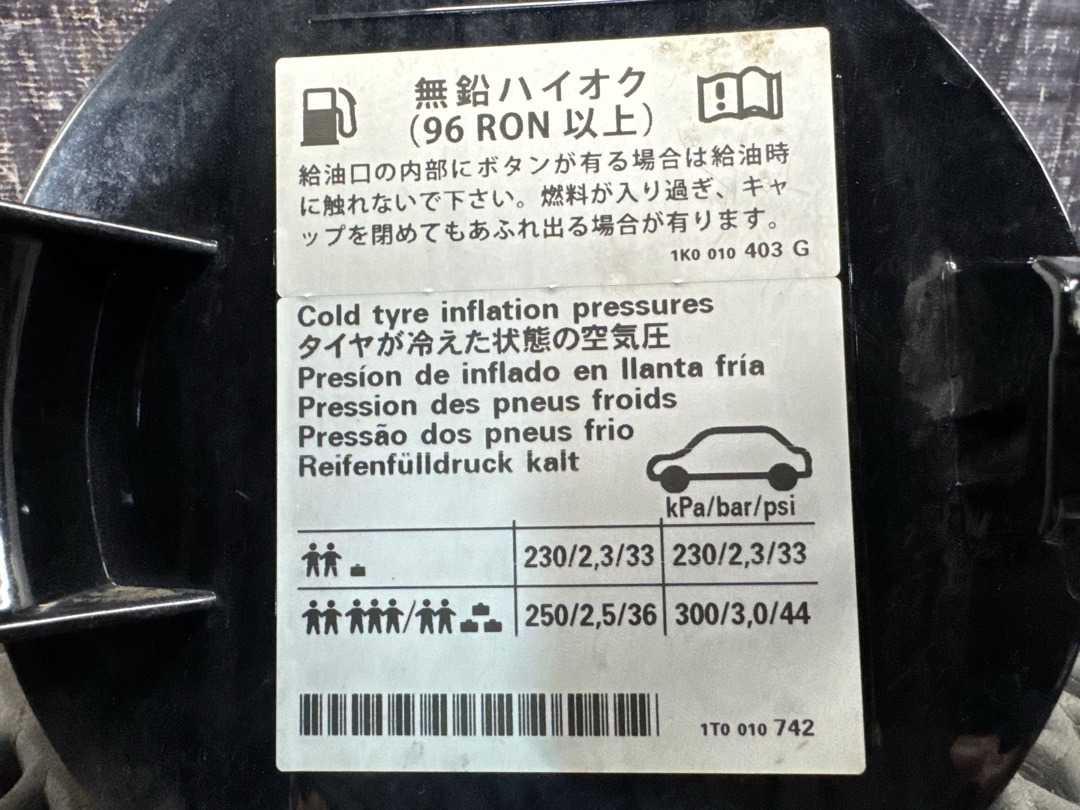 無鉛ハイオク
(96 RON 以上)
給油口の内部にボタンが有る場合は給油時
に触れないで下さい。燃料が入り過ぎ、キャ
ップを閉めてもあふれ出る場合が有ります。
1K0 010 403 G
Cold tyre inflation pressures
タイヤが冷えた状態の空気圧
Presíon de inflado en llanta fría
Pression des pneus froids
Pressão dos pneus frio
Reifenfülldruck kalt
kPa/bar/psi
230/2,3/33 230/2,3/33
250/2,5/36 300/3,0/44
1T0 010 742